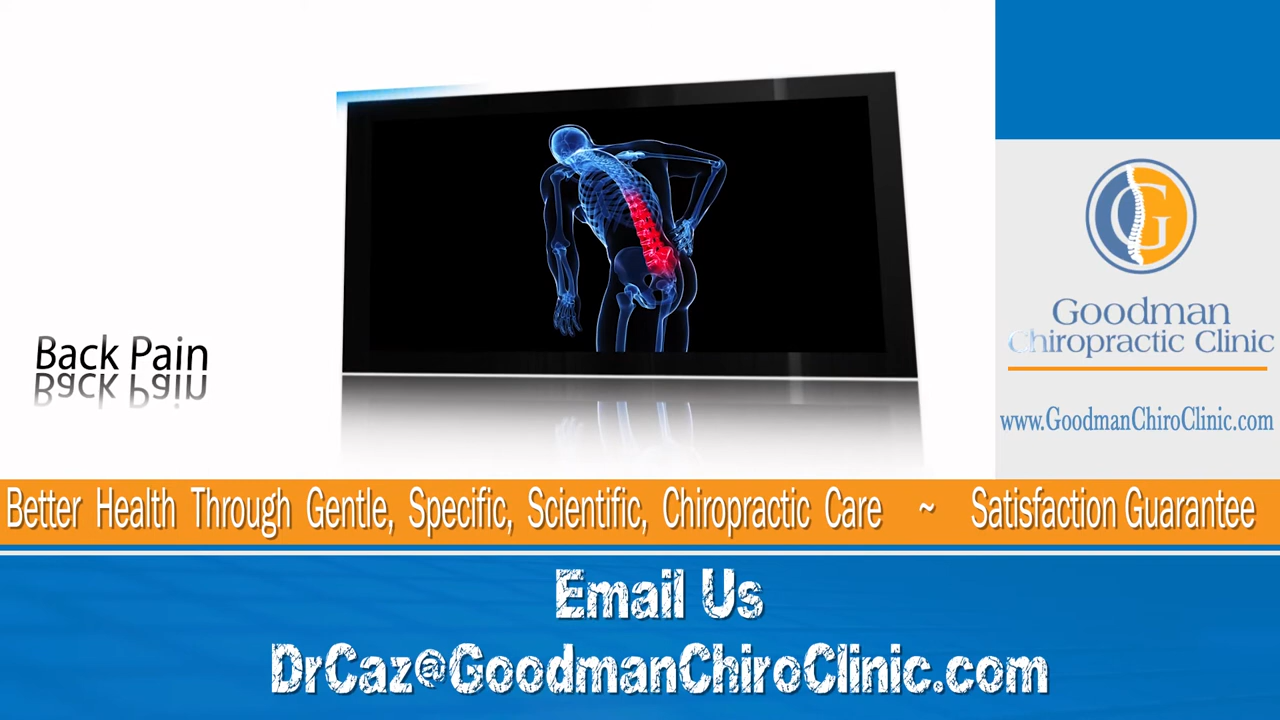 Back Pain
G
Goodman
Chiropractic Clinic
www.GoodmanChiroClinic.com
Better Health Through Gentle, Specific, Scientific, Chiropractic Care ~ Satisfaction Guarantee
Email Us
DrCaz@GoodmanChiroClinic.com